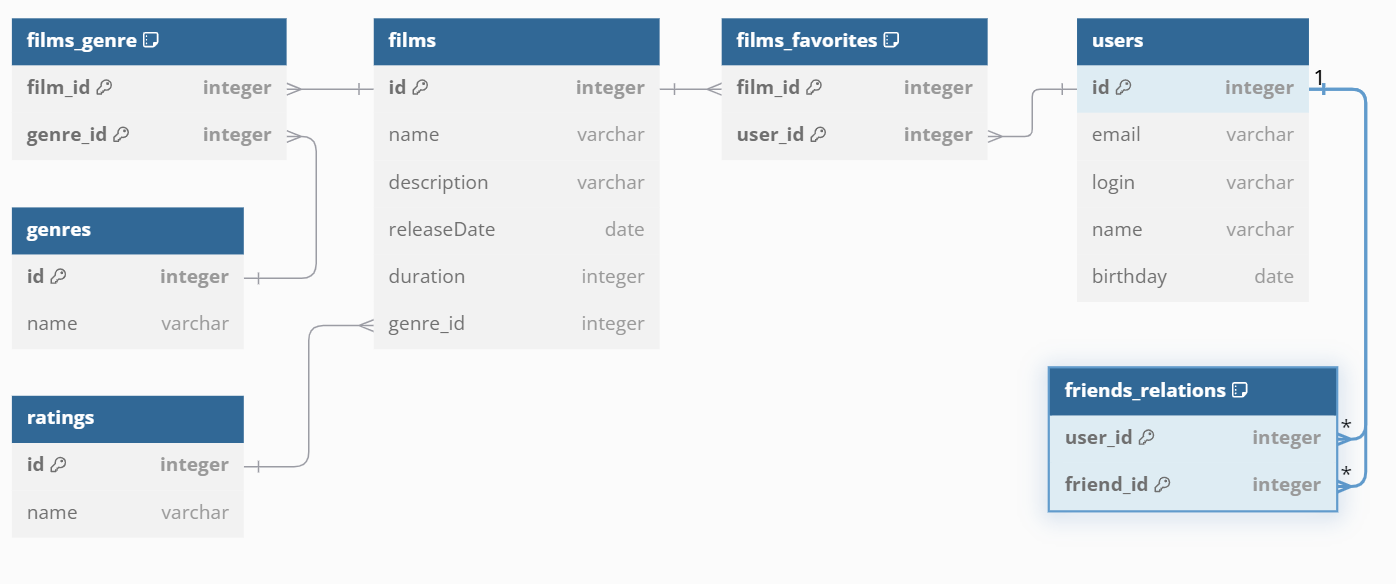 films_genre
film_id integer
genre_id integer
genres
id integer
name varchar
ratings
id integer
name varchar
films
id integer
name varchar
description varchar
releaseDate date
duration integer
genre_id integer
films_favorites
film_id integer
user_id integer
users
id integer
email varchar
login varchar
name varchar
birthday date
1
friends_relations
user_id integer
*
friend_id integer
*